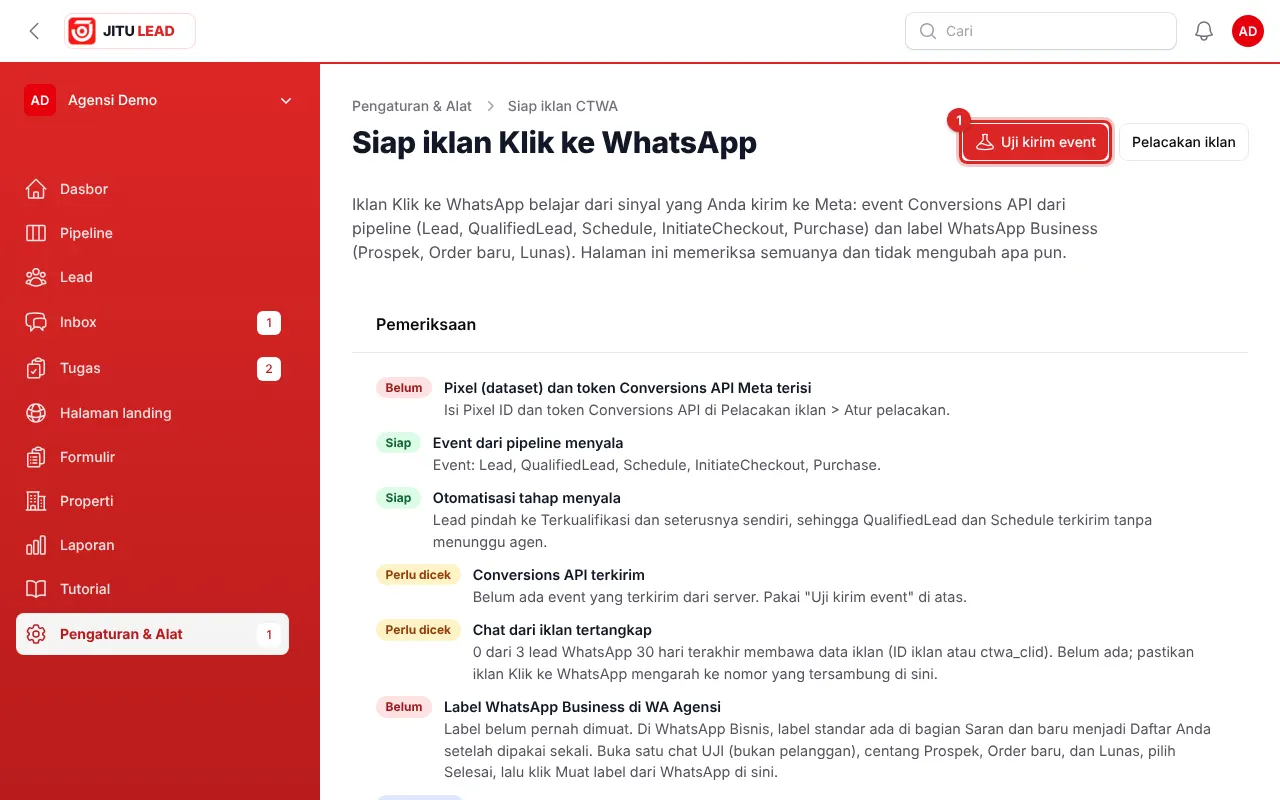 JITU LEAD
Cari
AD
AD
Agensi Demo
Dasbor
Pipeline
Lead
Inbox
1
Tugas
2
Halaman landing
Formulir
Properti
Laporan
Tutorial
Pengaturan & Alat
1
Pengaturan & Alat > Siap iklan CTWA
Siap iklan Klik ke WhatsApp
1
Uji kirim event
Pelacakan iklan
Iklan Klik ke WhatsApp belajar dari sinyal yang Anda kirim ke Meta: event Conversions API dari
pipeline (Lead, QualifiedLead, Schedule, InitiateCheckout, Purchase) dan label WhatsApp Business
(Prospek, Order baru, Lunas). Halaman ini memeriksa semuanya dan tidak mengubah apa pun.
Pemeriksaan
Belum Pixel (dataset) dan token Conversions API Meta terisi
Isi Pixel ID dan token Conversions API di Pelacakan iklan > Atur pelacakan.
Siap Event dari pipeline menyala
Event: Lead, QualifiedLead, Schedule, InitiateCheckout, Purchase.
Siap Otomatisasi tahap menyala
Lead pindah ke Terkualifikasi dan seterusnya sendiri, sehingga QualifiedLead dan Schedule terkirim tanpa
menunggu agen.
Perlu dicek Conversions API terkirim
Belum ada event yang terkirim dari server. Pakai "Uji kirim event" di atas.
Perlu dicek Chat dari iklan tertangkap
0 dari 3 lead WhatsApp 30 hari terakhir membawa data iklan (ID iklan atau ctwa_clid). Belum ada; pastikan
iklan Klik ke WhatsApp mengarah ke nomor yang tersambung di sini.
Belum Label WhatsApp Business di WA Agensi
Label belum pernah dimuat. Di WhatsApp Bisnis, label standar ada di bagian Saran dan baru menjadi Daftar Anda
setelah dipakai sekali. Buka satu chat UJI (bukan pelanggan), centang Prospek, Order baru, dan Lunas, pilih
Selesai, lalu klik Muat label dari WhatsApp di sini.